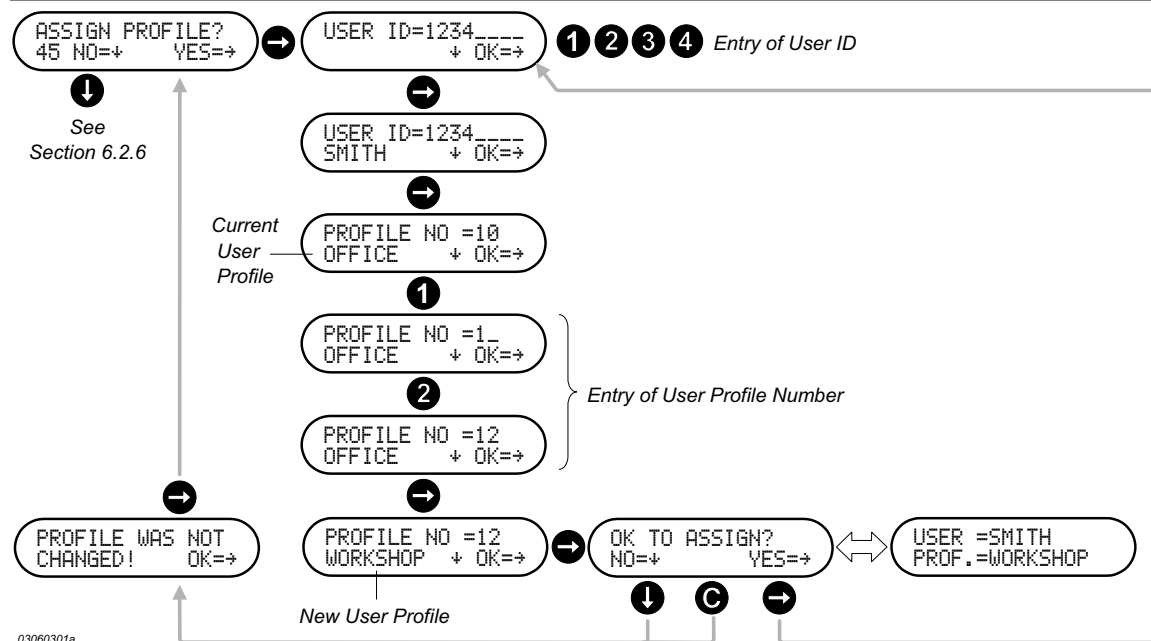 ASSIGN PROFILE?
45 NO=↓ YES=→
USER ID=1234____
↓ OK=→
1 2 3 4 Entry of User ID
See
Section 6.2.6
USER ID=1234____
SMITH ↓ OK=→
Current
User
Profile
PROFILE NO =10
OFFICE ↓ OK=→
1
PROFILE NO =1_
OFFICE ↓ OK=→
2
Entry of User Profile Number
PROFILE NO =12
OFFICE ↓ OK=→
PROFILE WAS NOT
CHANGED! OK=→
PROFILE NO =12
WORKSHOP ↓ OK=→
OK TO ASSIGN?
NO=↓ YES=→
USER =SMITH
PROF.=WORKSHOP
C
New User Profile
03060301a